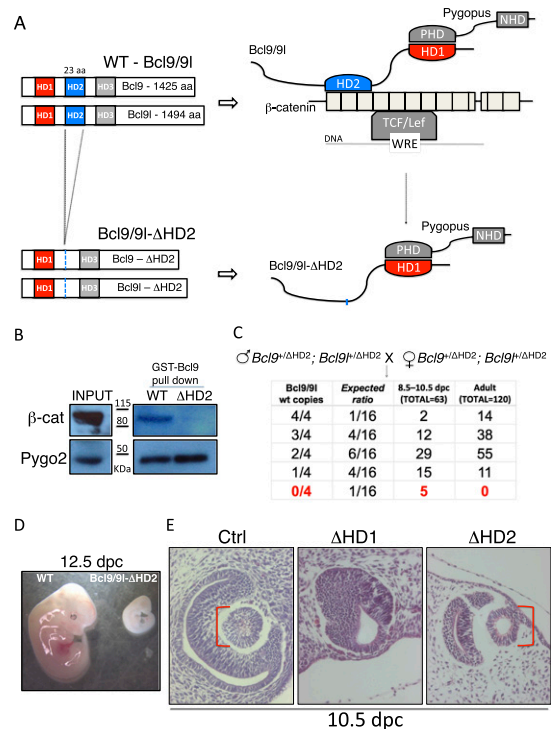 A
WT - Bcl9/9l
23 aa
HD1 HD2 HD3 Bcl9 - 1425 aa
HD1 HD2 HD3 Bcl9l - 1494 aa
Bcl9/9l-ΔHD2
HD1 HD3 Bcl9 – ΔHD2
HD1 HD3 Bcl9l – ΔHD2
Pygopus
NHD
PHD
HD1
Bcl9/9l
HD2
β-catenin
TCF/Lef
DNA
WRE
Pygopus
NHD
PHD
HD1
Bcl9/9l-ΔHD2
B
GST-Bcl9
pull down
INPUT WT ΔHD2
β-cat 115
80
Pygo2 50
KDa
C
♂Bcl9+/ΔHD2; Bcl9l+/ΔHD2 X ♀Bcl9+/ΔHD2; Bcl9l+/ΔHD2
Bcl9/9l wt copies Expected ratio 8.5–10.5 dpc (TOTAL=63) Adult (TOTAL=120)
4/4 1/16 2 14
3/4 4/16 12 38
2/4 6/16 29 55
1/4 4/16 15 11
0/4 1/16 5 0
D
12.5 dpc
WT Bcl9/9l-ΔHD2
E
Ctrl ΔHD1 ΔHD2
10.5 dpc